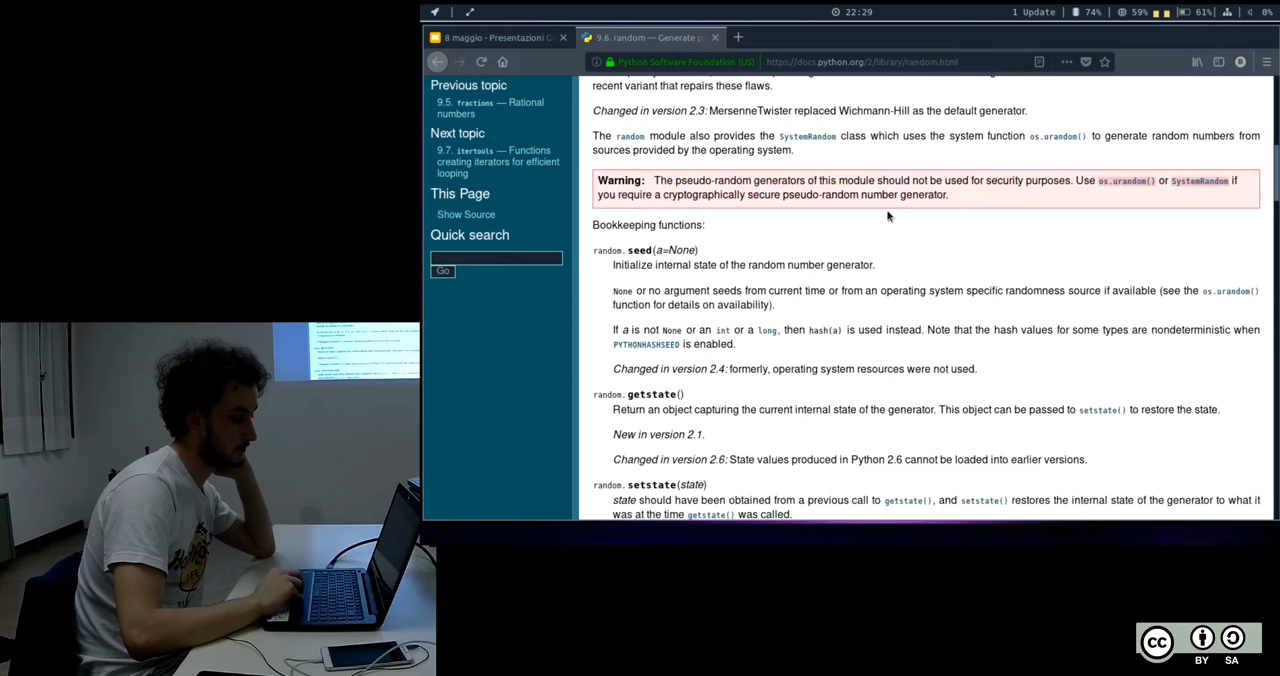 22:29
1 Update
74%
59%
61%
0%
8 maggio - Presentazioni G
9.6. random — Generate p
Python Software Foundation (US)
https://docs.python.org/2/library/random.html
Previous topic
9.5. fractions — Rational
numbers
Next topic
9.7. itertools — Functions
creating iterators for efficient
looping
This Page
Show Source
Quick search
Go
recent variant that repairs these flaws.
Changed in version 2.3: MersenneTwister replaced Wichmann-Hill as the default generator.
The random module also provides the SystemRandom class which uses the system function os.urandom() to generate random numbers from
sources provided by the operating system.
Warning: The pseudo-random generators of this module should not be used for security purposes. Use os.urandom() or SystemRandom if
you require a cryptographically secure pseudo-random number generator.
Bookkeeping functions:
random.seed(a=None)
Initialize internal state of the random number generator.
None or no argument seeds from current time or from an operating system specific randomness source if available (see the os.urandom()
function for details on availability).
If a is not None or an int or a long, then hash(a) is used instead. Note that the hash values for some types are nondeterministic when
PYTHONHASHSEED is enabled.
Changed in version 2.4: formerly, operating system resources were not used.
random.getstate()
Return an object capturing the current internal state of the generator. This object can be passed to setstate() to restore the state.
New in version 2.1.
Changed in version 2.6: State values produced in Python 2.6 cannot be loaded into earlier versions.
random.setstate(state)
state should have been obtained from a previous call to getstate(), and setstate() restores the internal state of the generator to what it
was at the time getstate() was called.
CC
BY SA